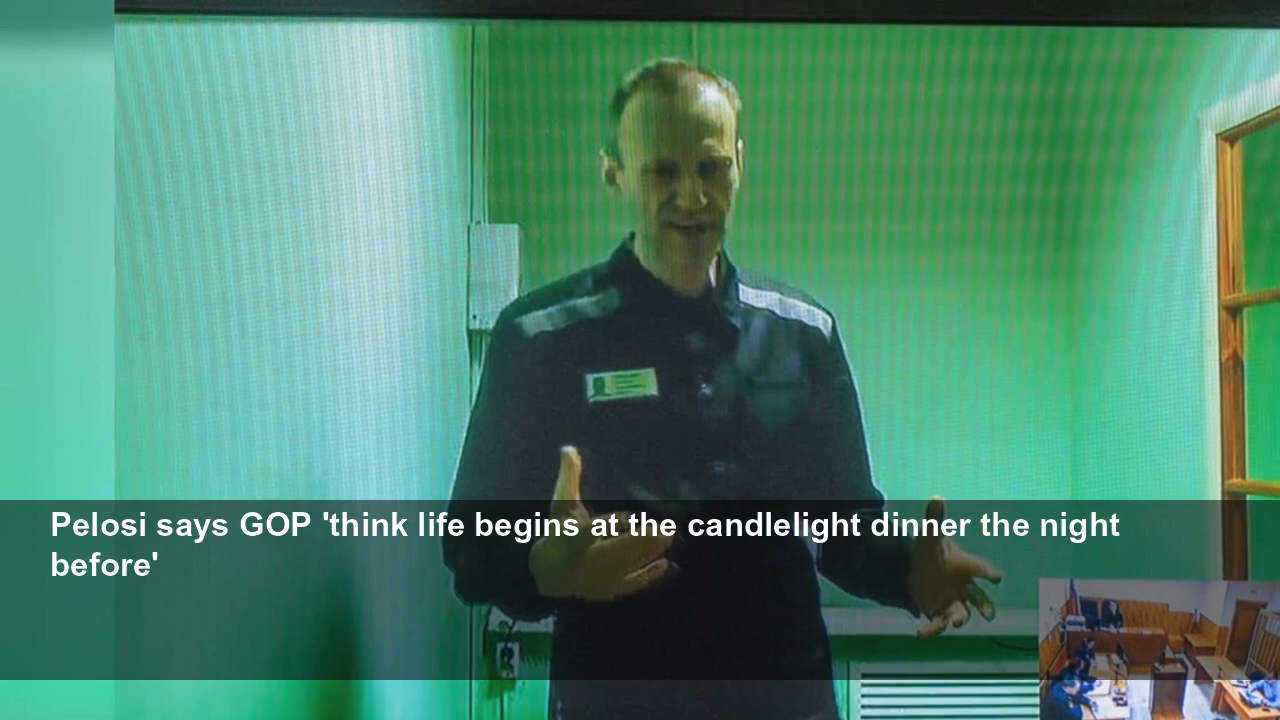 Pelosi says GOP 'think life begins at the candlelight dinner the night
before'